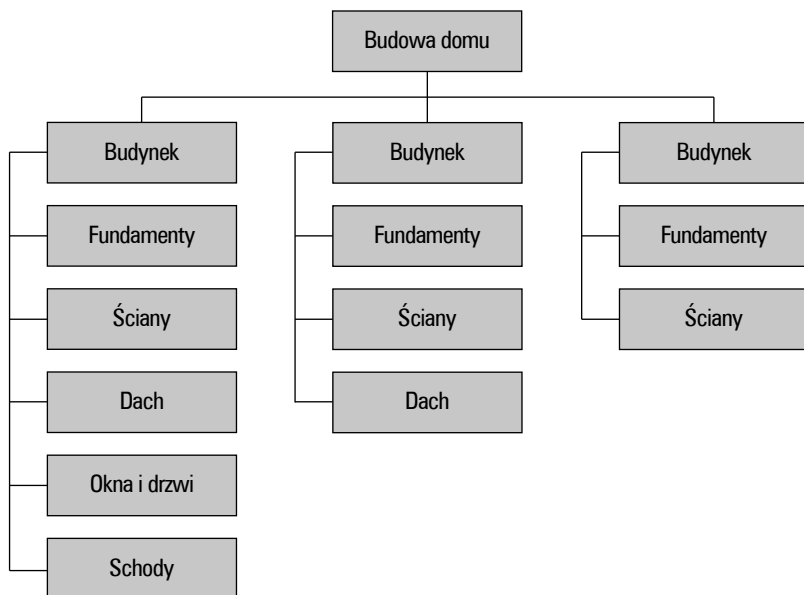 Budowa domu
Budynek
Fundamenty
Ściany
Dach
Okna i drzwi
Schody
Budynek
Fundamenty
Ściany
Dach
Budynek
Fundamenty
Ściany